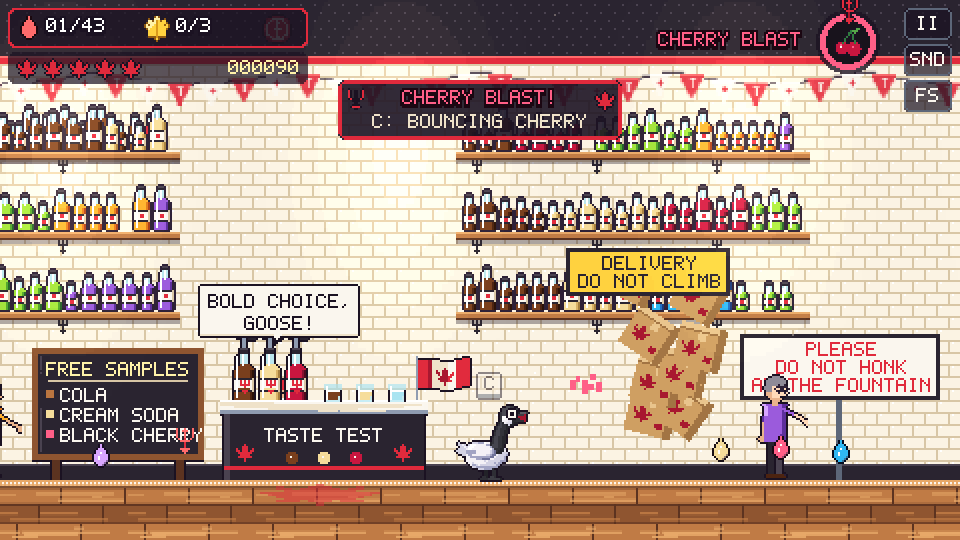 01/43 0/3
000090
CHERRY BLAST
II
SND
FS
CHERRY BLAST!
C: BOUNCING CHERRY
DELIVERY
DO NOT CLIMB
BOLD CHOICE,
GOOSE!
PLEASE
DO NOT HONK
AT THE FOUNTAIN
FREE SAMPLES
COLA
CREAM SODA
BLACK CHERRY
C
TASTE TEST